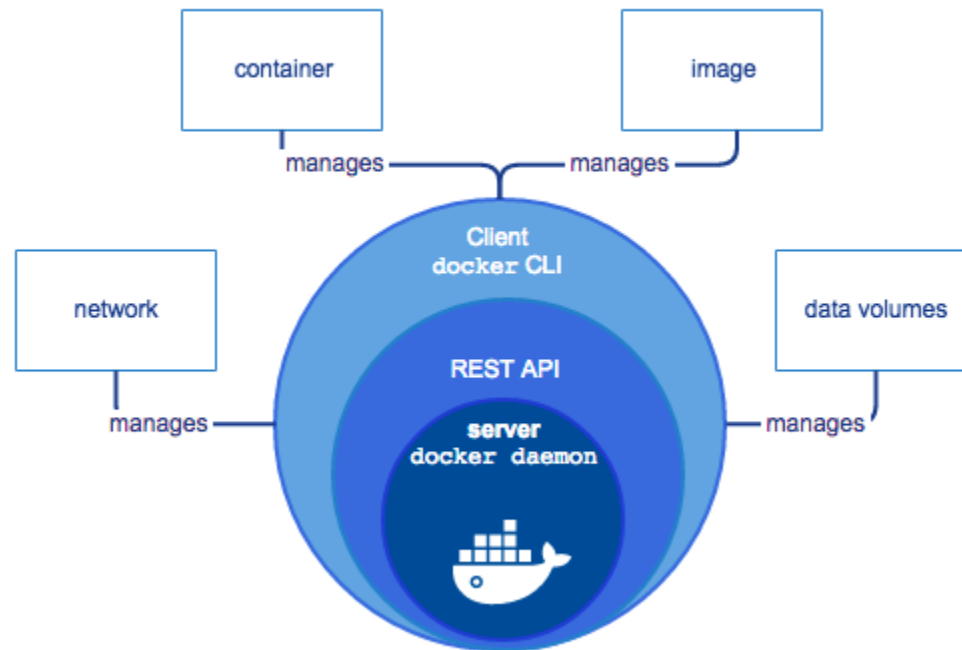 container
image
manages
manages
Client
docker CLI
network
data volumes
REST API
manages
manages
server
docker daemon